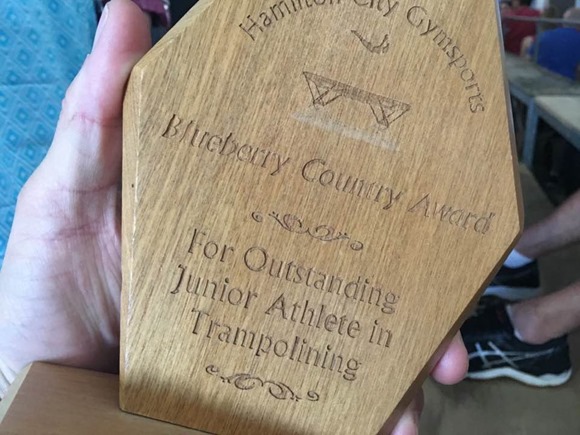 Hamilton City Gymsports
Blueberry Country Award
For Outstanding
Junior Athlete in
Trampolining